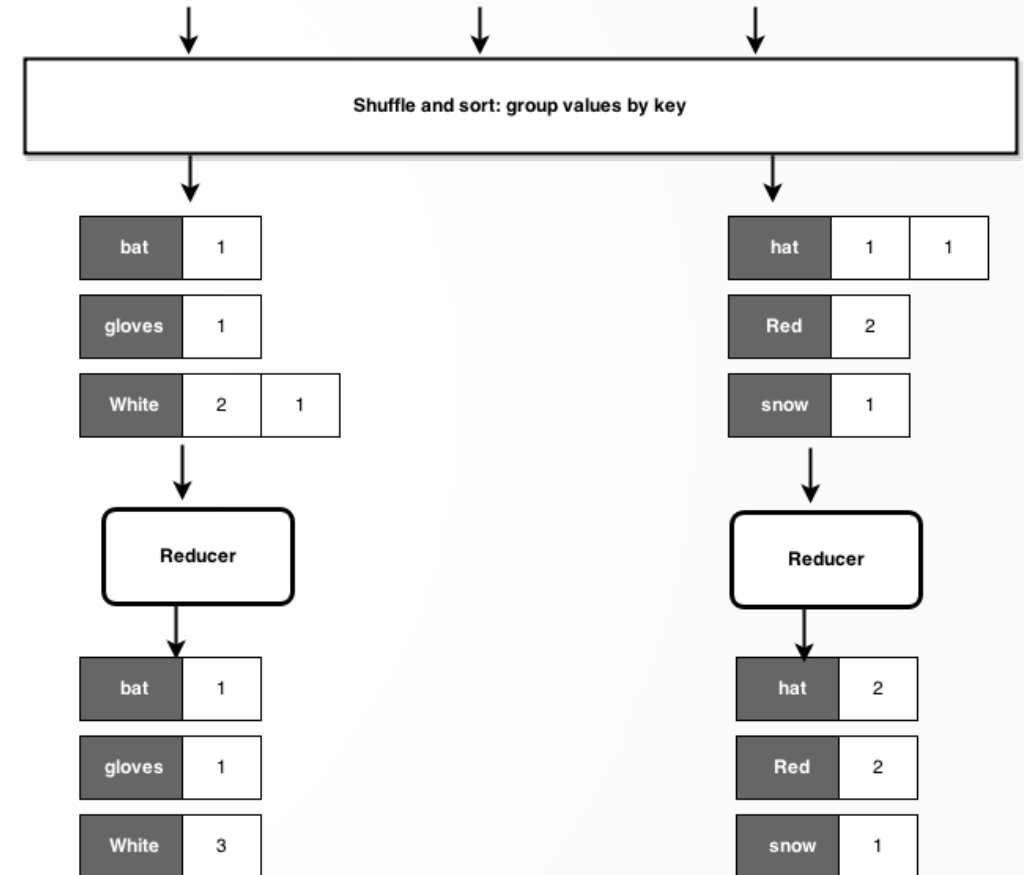 Shuffle and sort: group values by key
bat 1
hat 1 1
gloves 1
Red 2
White 2 1
snow 1
Reducer
Reducer
bat 1
hat 2
gloves 1
Red 2
White 3
snow 1